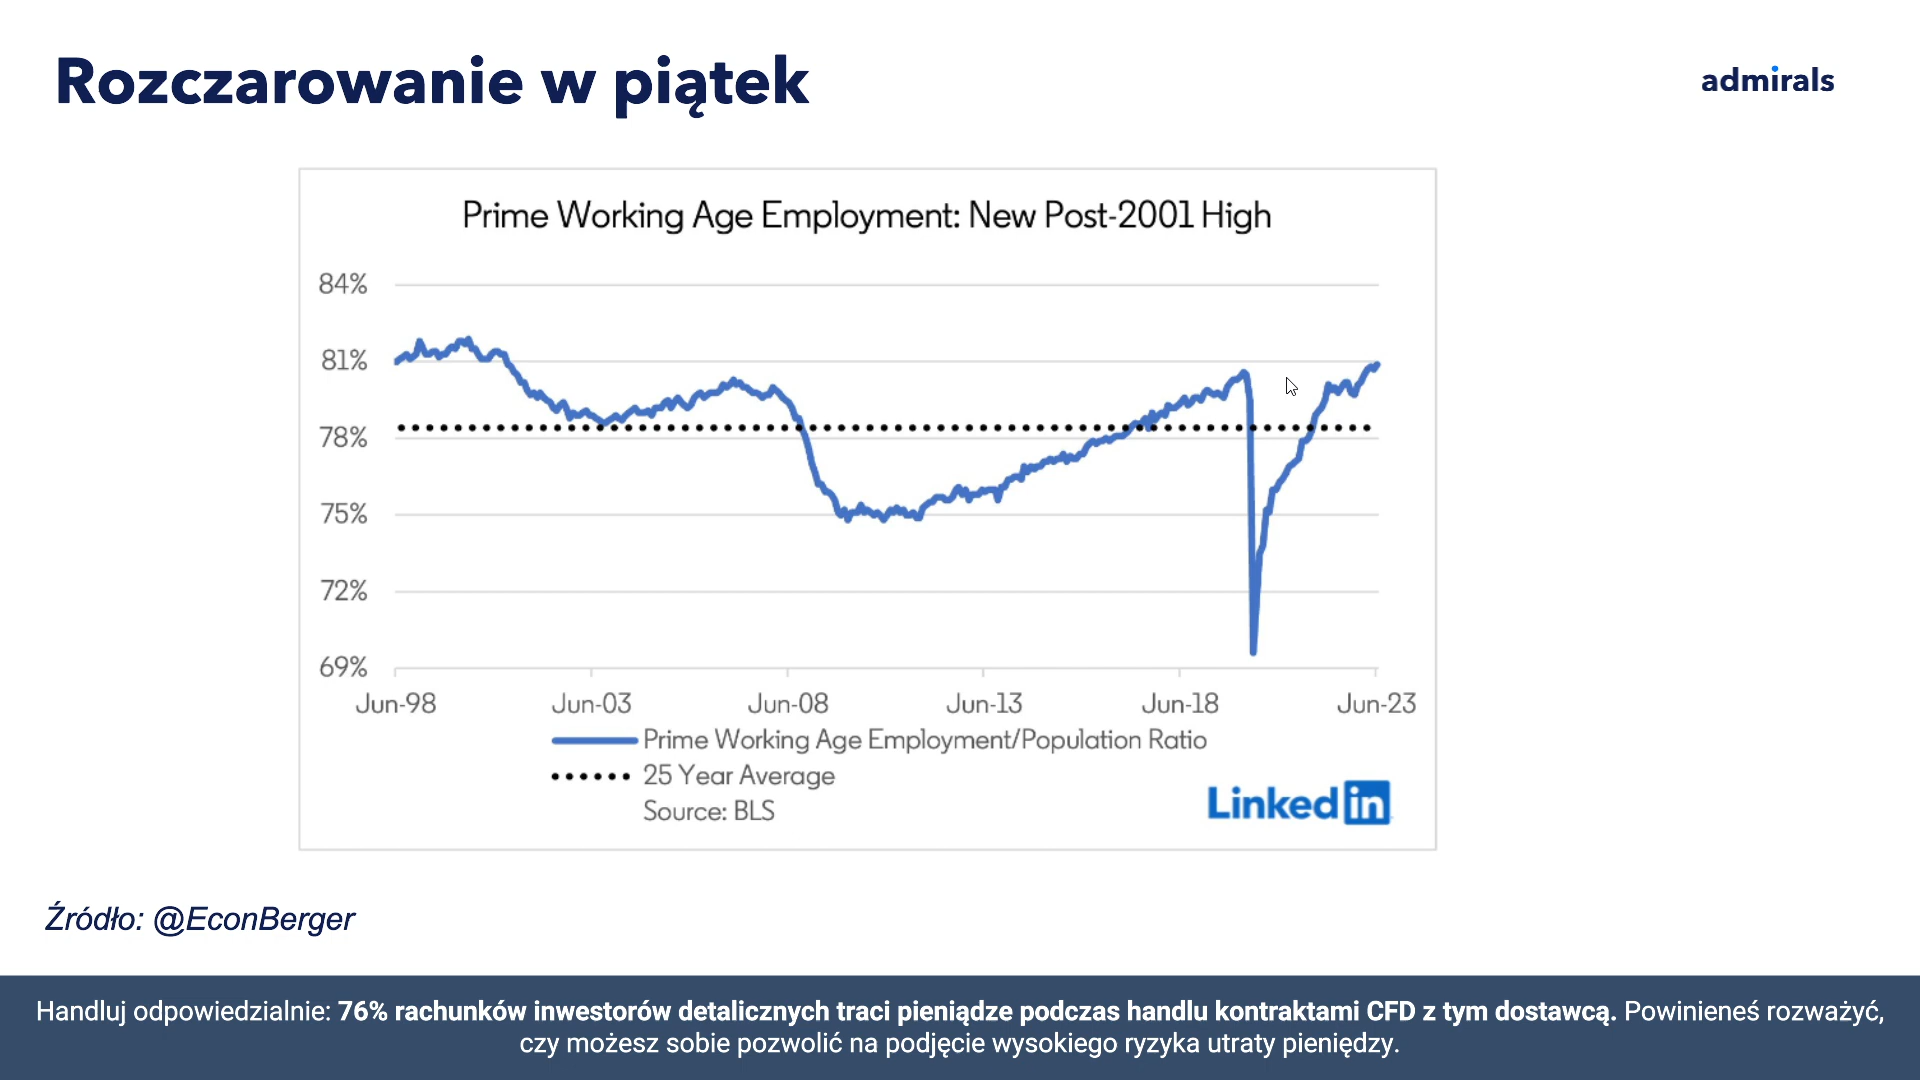 Rozczarowanie w piątek
admirals
Prime Working Age Employment: New Post-2001 High
84%
81%
78%
75%
72%
69%
Jun-98 Jun-03 Jun-08 Jun-13 Jun-18 Jun-23
Prime Working Age Employment/Population Ratio
25 Year Average
Source: BLS
Linked in
Źródło: @EconBerger
Handluj odpowiedzialnie: 76% rachunków inwestorów detalicznych traci pieniądze podczas handlu kontraktami CFD z tym dostawcą. Powinieneś rozważyć,
czy możesz sobie pozwolić na podjęcie wysokiego ryzyka utraty pieniędzy.